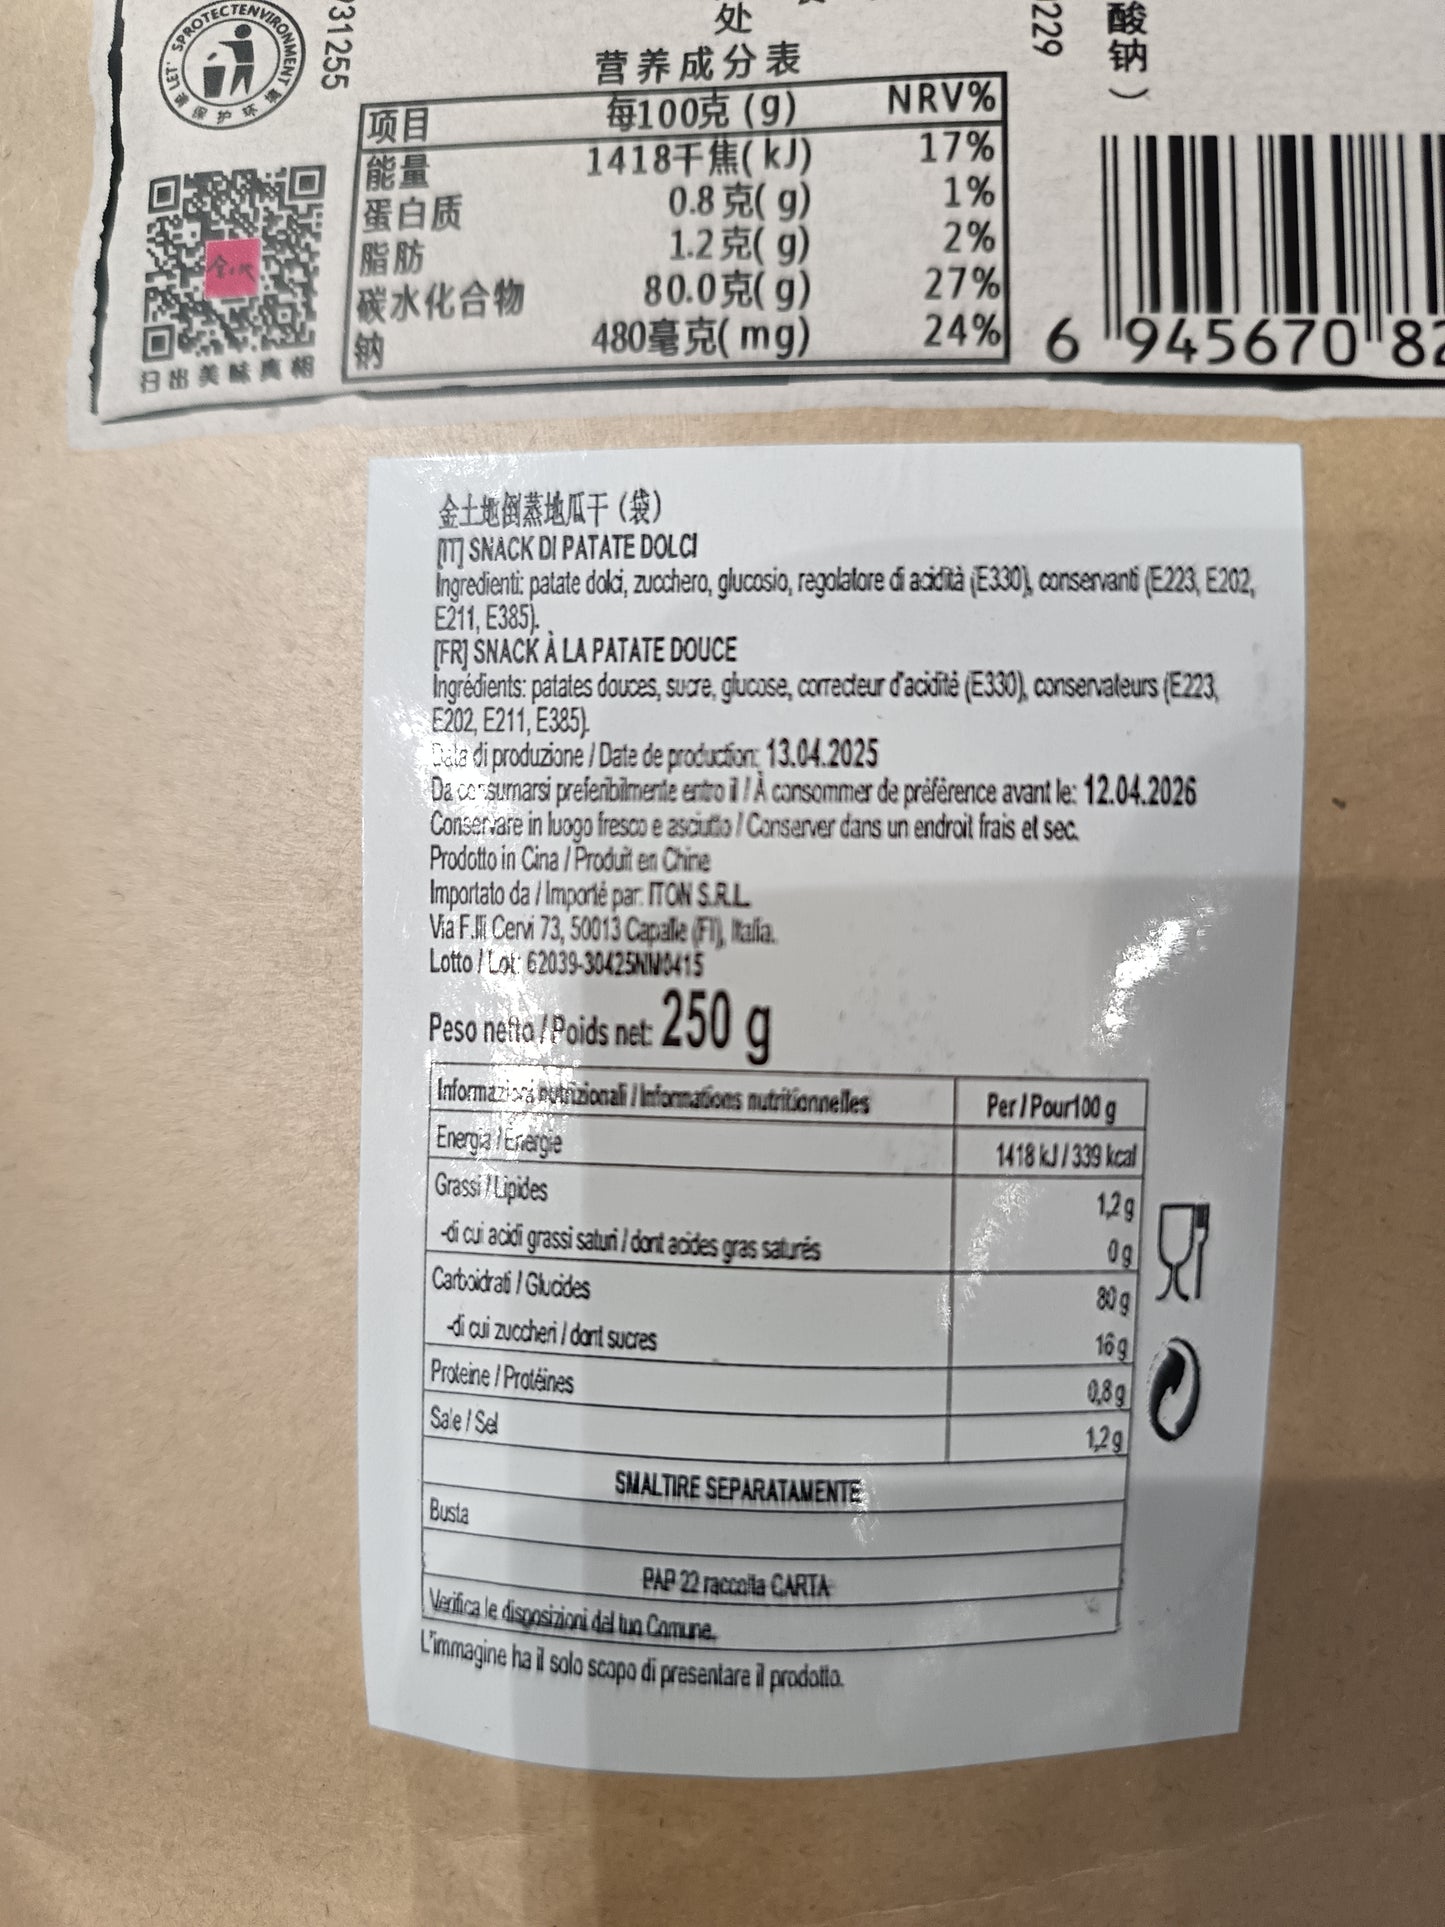 LET'SPROTECTENVIRONMENT
保护环境
31255
扫出美味真相
处
营养成分表
项目 每100克 (g) NRV%
能量 1418千焦( kJ) 17%
蛋白质 0.8 克( g) 1%
脂肪 1.2 克( g) 2%
碳水化合物 80.0克( g) 27%
钠 480毫克( mg) 24%
229
酸钠）
6 945670 82
金土地倒蒸地瓜干 (袋)
[IT] SNACK DI PATATE DOLCI
Ingredienti: patate dolci, zucchero, glucosio, regolatore di acidità (E330), conservanti (E223, E202,
E211, E385).
[FR] SNACK À LA PATATE DOUCE
Ingrédients: patates douces, sucre, glucose, correcteur d'acidité (E330), conservateurs (E223,
E202, E211, E385).
Data di produzione / Date de production: 13.04.2025
Da consumarsi preferibilmente entro il / À consommer de préférence avant le: 12.04.2026
Conservare in luogo fresco e asciutto / Conserver dans un endroit frais et sec.
Prodotto in Cina / Produit en Chine
Importato da / Importé par: ITON S.R.L.
Via F.lli Cervi 73, 50013 Capalle (FI), Italia.
Lotto / Lot: 62039-30425NM0415
Peso netto / Poids net: 250 g
Informazioni nutrizionali / Informations nutritionnelles Per / Pour100 g
Energia / Énergie 1418 kJ / 339 kcal
Grassi / Lipides 1,2 g
-di cui acidi grassi saturi / dont acides gras saturés 0 g
Carboidrati / Glucides 80 g
-di cui zuccheri / dont sucres 16 g
Proteine / Protéines 0,8 g
Sale / Sel 1,2 g
SMALTIRE SEPARATAMENTE
Busta
PAP 22 raccolta CARTA
Verifica le disposizioni del tuo Comune.
L'immagine ha il solo scopo di presentare il prodotto.